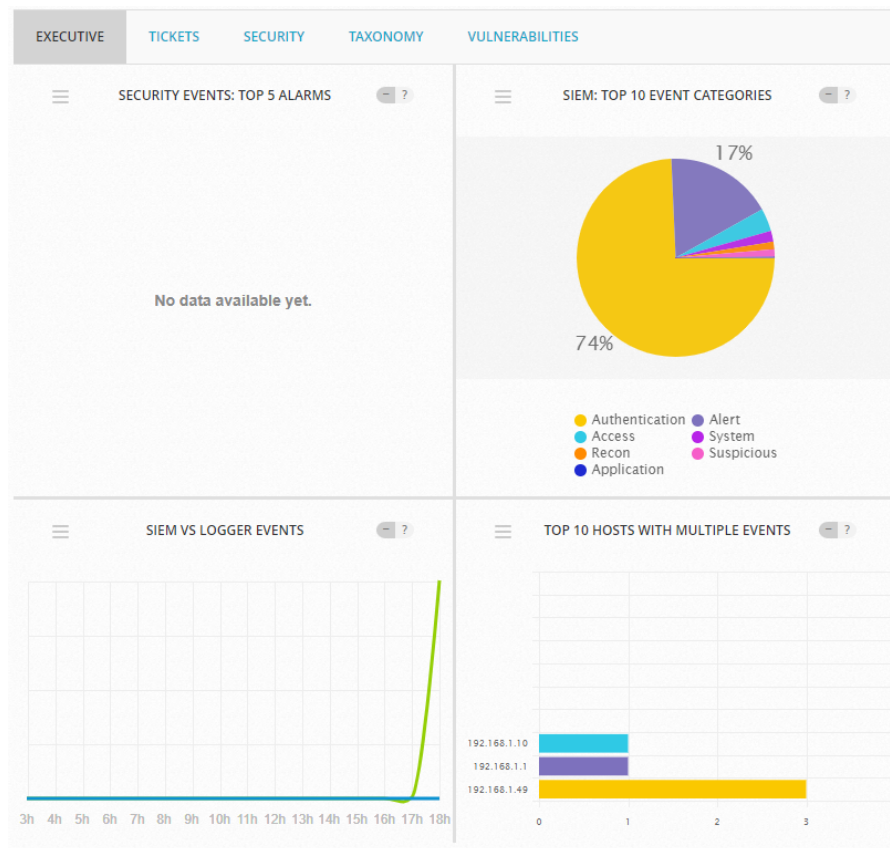 EXECUTIVE TICKETS SECURITY TAXONOMY VULNERABILITIES
SECURITY EVENTS: TOP 5 ALARMS − ?
No data available yet.
SIEM: TOP 10 EVENT CATEGORIES − ?
17%
74%
Authentication Alert
Access System
Recon Suspicious
Application
SIEM VS LOGGER EVENTS − ?
3h 4h 5h 6h 7h 8h 9h 10h 11h 12h 13h 14h 15h 16h 17h 18h
TOP 10 HOSTS WITH MULTIPLE EVENTS − ?
192.168.1.10
192.168.1.1
192.168.1.49
0 1 2 3